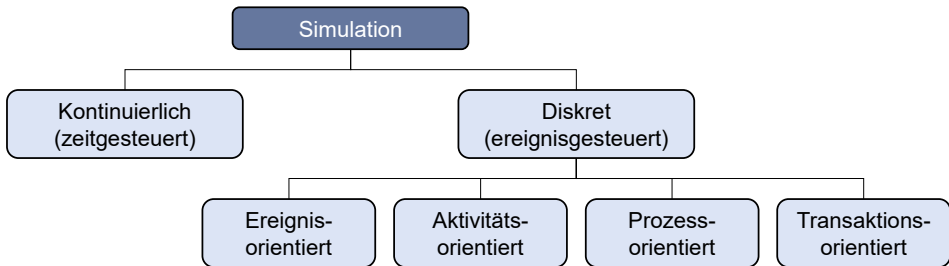 Simulation
Kontinuierlich
(zeitgesteuert)
Diskret
(ereignisgesteuert)
Ereignis-
orientiert
Aktivitäts-
orientiert
Prozess-
orientiert
Transaktions-
orientiert